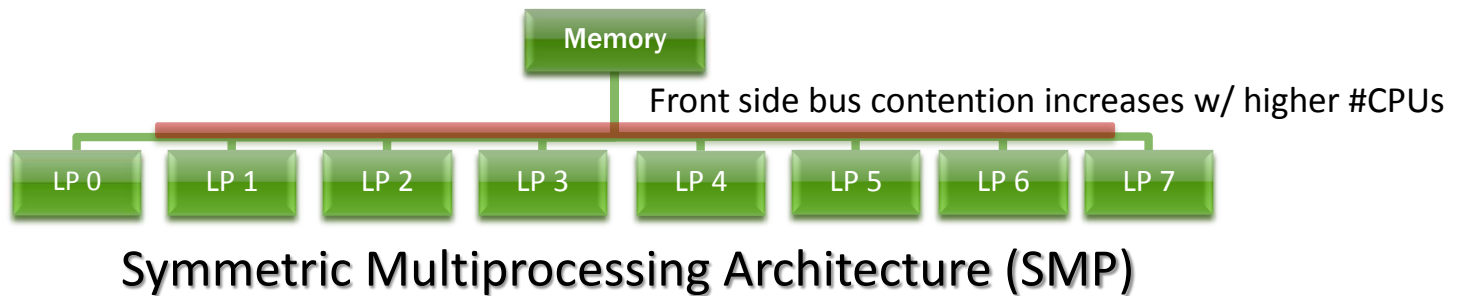 Memory
Front side bus contention increases w/ higher #CPUs
LP 0 LP 1 LP 2 LP 3 LP 4 LP 5 LP 6 LP 7
Symmetric Multiprocessing Architecture (SMP)